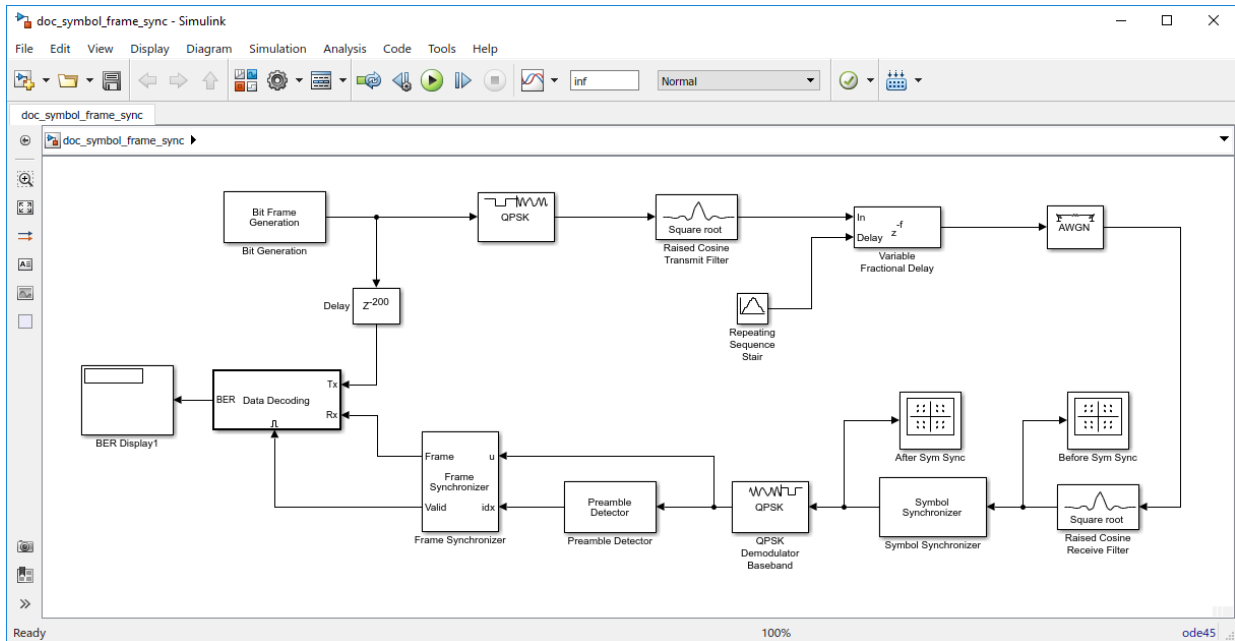 doc_symbol_frame_sync - Simulink
File Edit View Display Diagram Simulation Analysis Code Tools Help
inf
Normal
doc_symbol_frame_sync
doc_symbol_frame_sync
Bit Frame
Generation
Bit Generation
QPSK
Square root
Raised Cosine
Transmit Filter
In
Delay
z-f
Variable
Fractional Delay
AWGN
Delay
Z-200
Repeating
Sequence
Stair
BER Display1
BER
Data Decoding
Tx
Rx
Frame
Valid
Frame
Synchronizer
u
idx
Frame Synchronizer
Preamble
Detector
Preamble Detector
QPSK
QPSK
Demodulator
Baseband
After Sym Sync
Symbol
Synchronizer
Symbol Synchronizer
Before Sym Sync
Square root
Raised Cosine
Receive Filter
Ready
100%
ode45